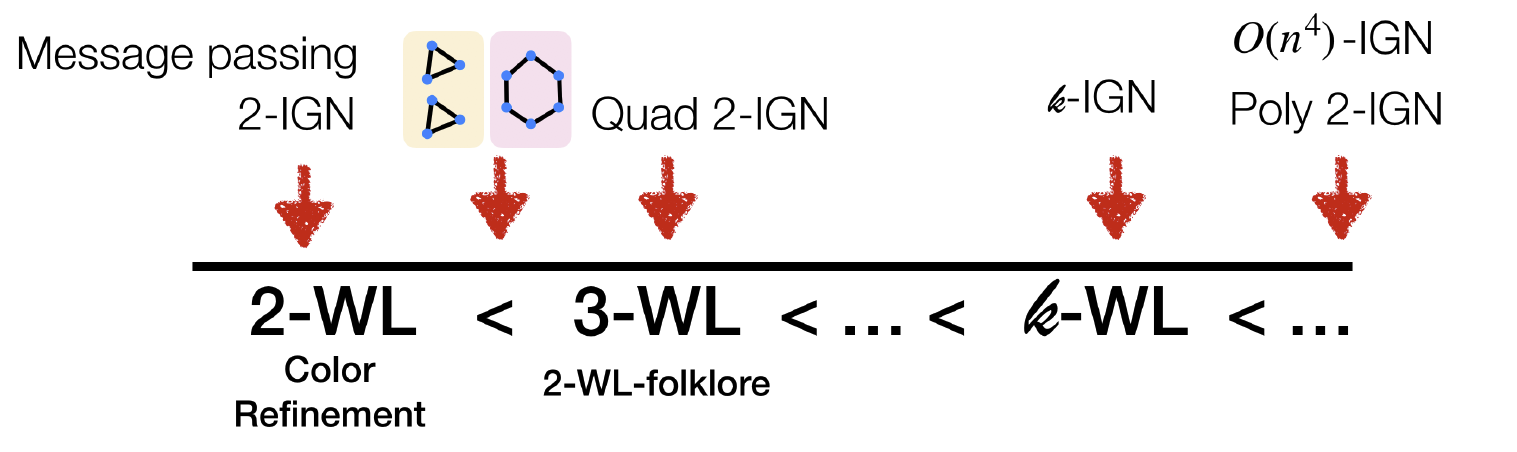 Message passing
2-IGN
Quad 2-IGN
𝓀-IGN
O(n⁴)-IGN
Poly 2-IGN
2-WL < 3-WL < ... < 𝓀-WL < ...
Color
Refinement
2-WL-folklore